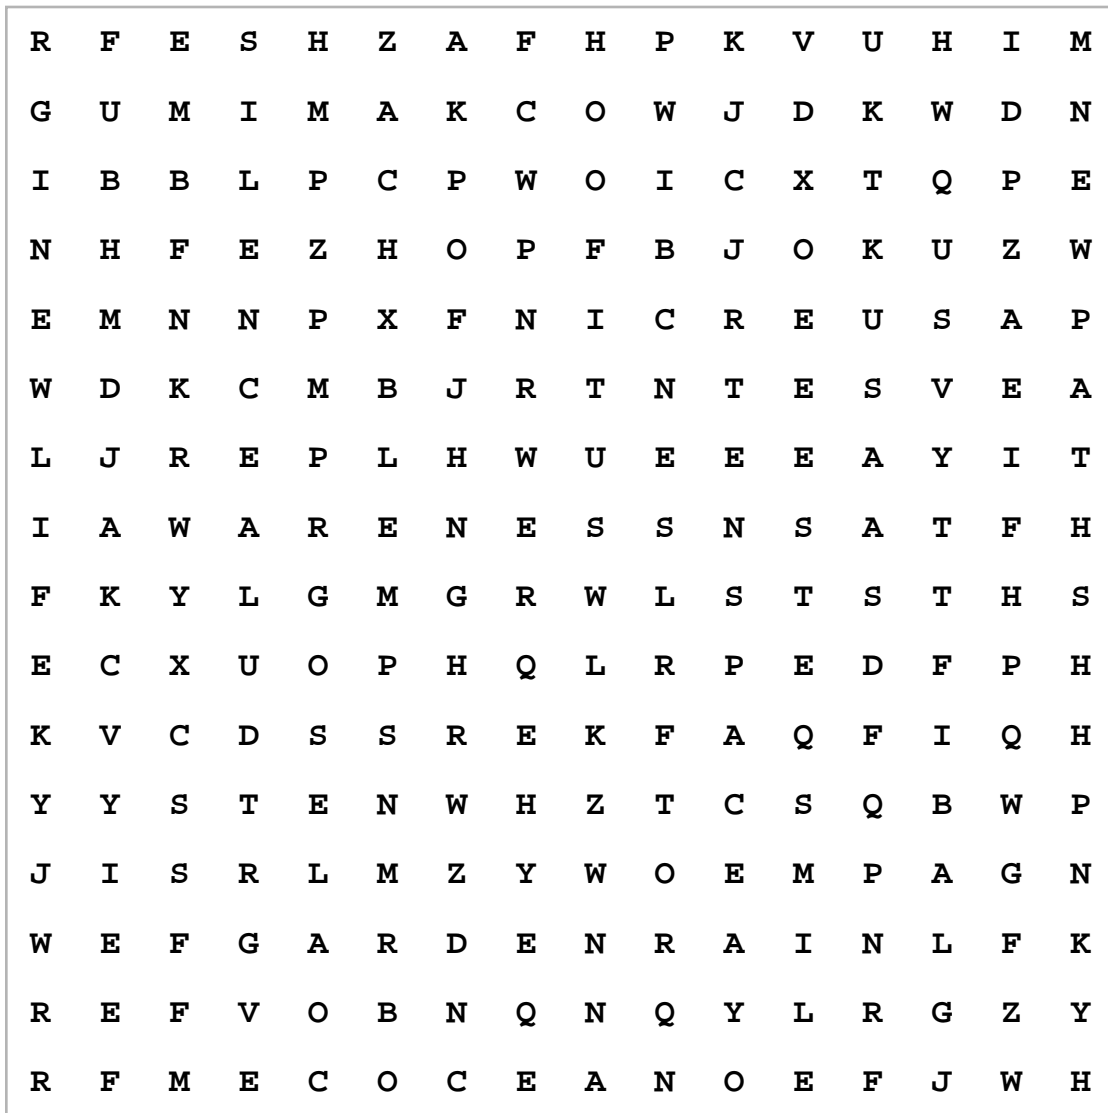 R F E S H Z A F H P K V U H I M
G U M I M A K C O W J D K W D N
I B B L P C P W O I C X T Q P E
N H F E Z H O P F B J O K U Z W
E M N N P X F N I C R E U S A P
W D K C M B J R T N T E S V E A
L J R E P L H W U E E E A Y I T
I A W A R E N E S S N S A T F H
F K Y L G M G R W L S T S T H S
E C X U O P H Q L R P E D F P H
K V C D S S R E K F A Q F I Q H
Y Y S T E N W H Z T C S Q B W P
J I S R L M Z Y W O E M P A G N
W E F G A R D E N R A I N L F K
R E F V O B N Q N Q Y L R G Z Y
R F M E C O C E A N O E F J W H